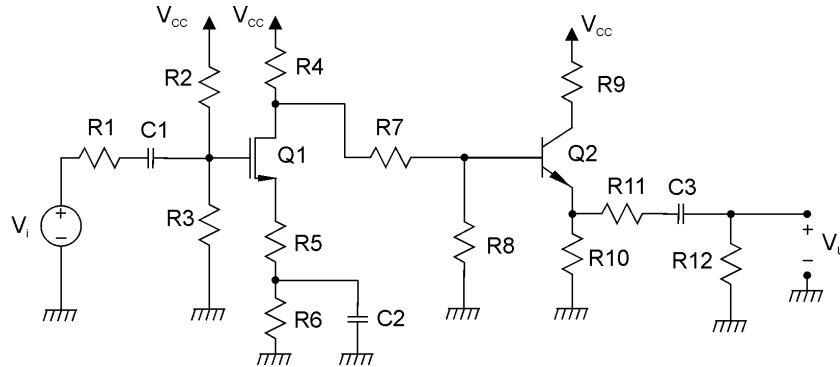 Vcc
Vcc
Vcc
R2
R4
R9
R1
C1
R7
Q1
Q2
R11
C3
Vi
+
−
R3
R5
R8
R10
R12
+
−
R6
C2